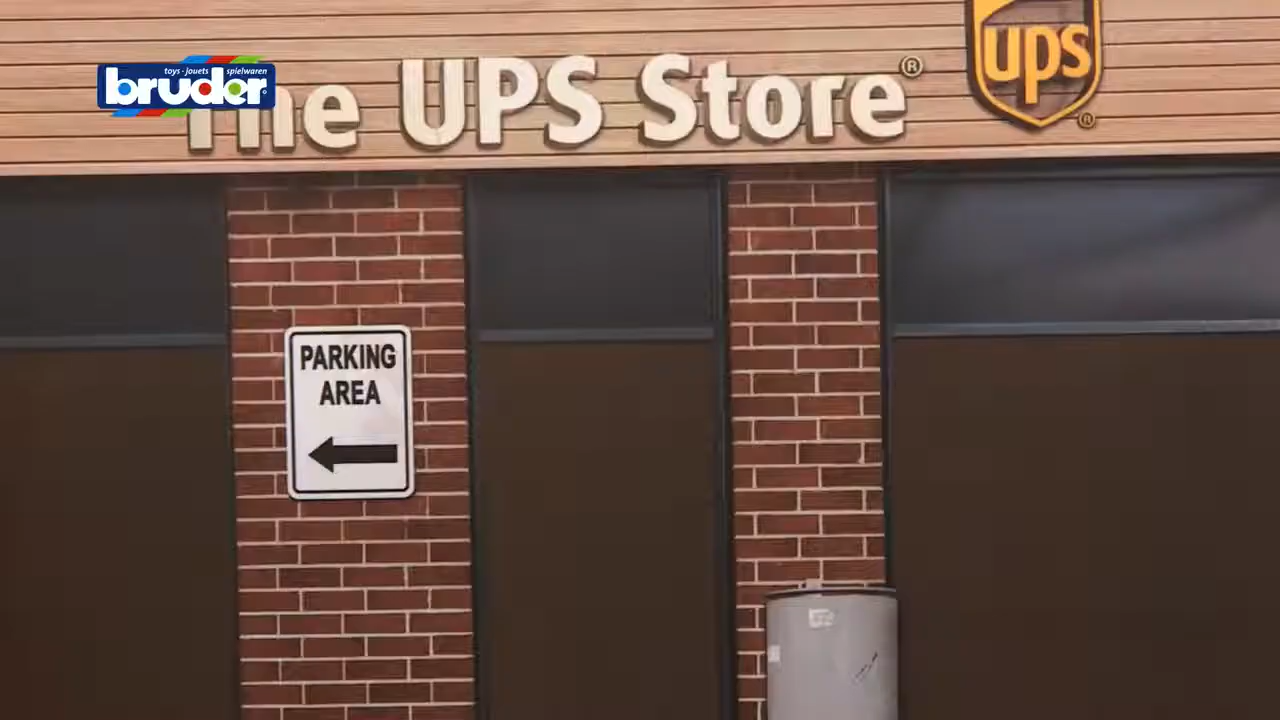 toys - jouets spielwaren
bruder®
The UPS Store®
ups®
PARKING
AREA